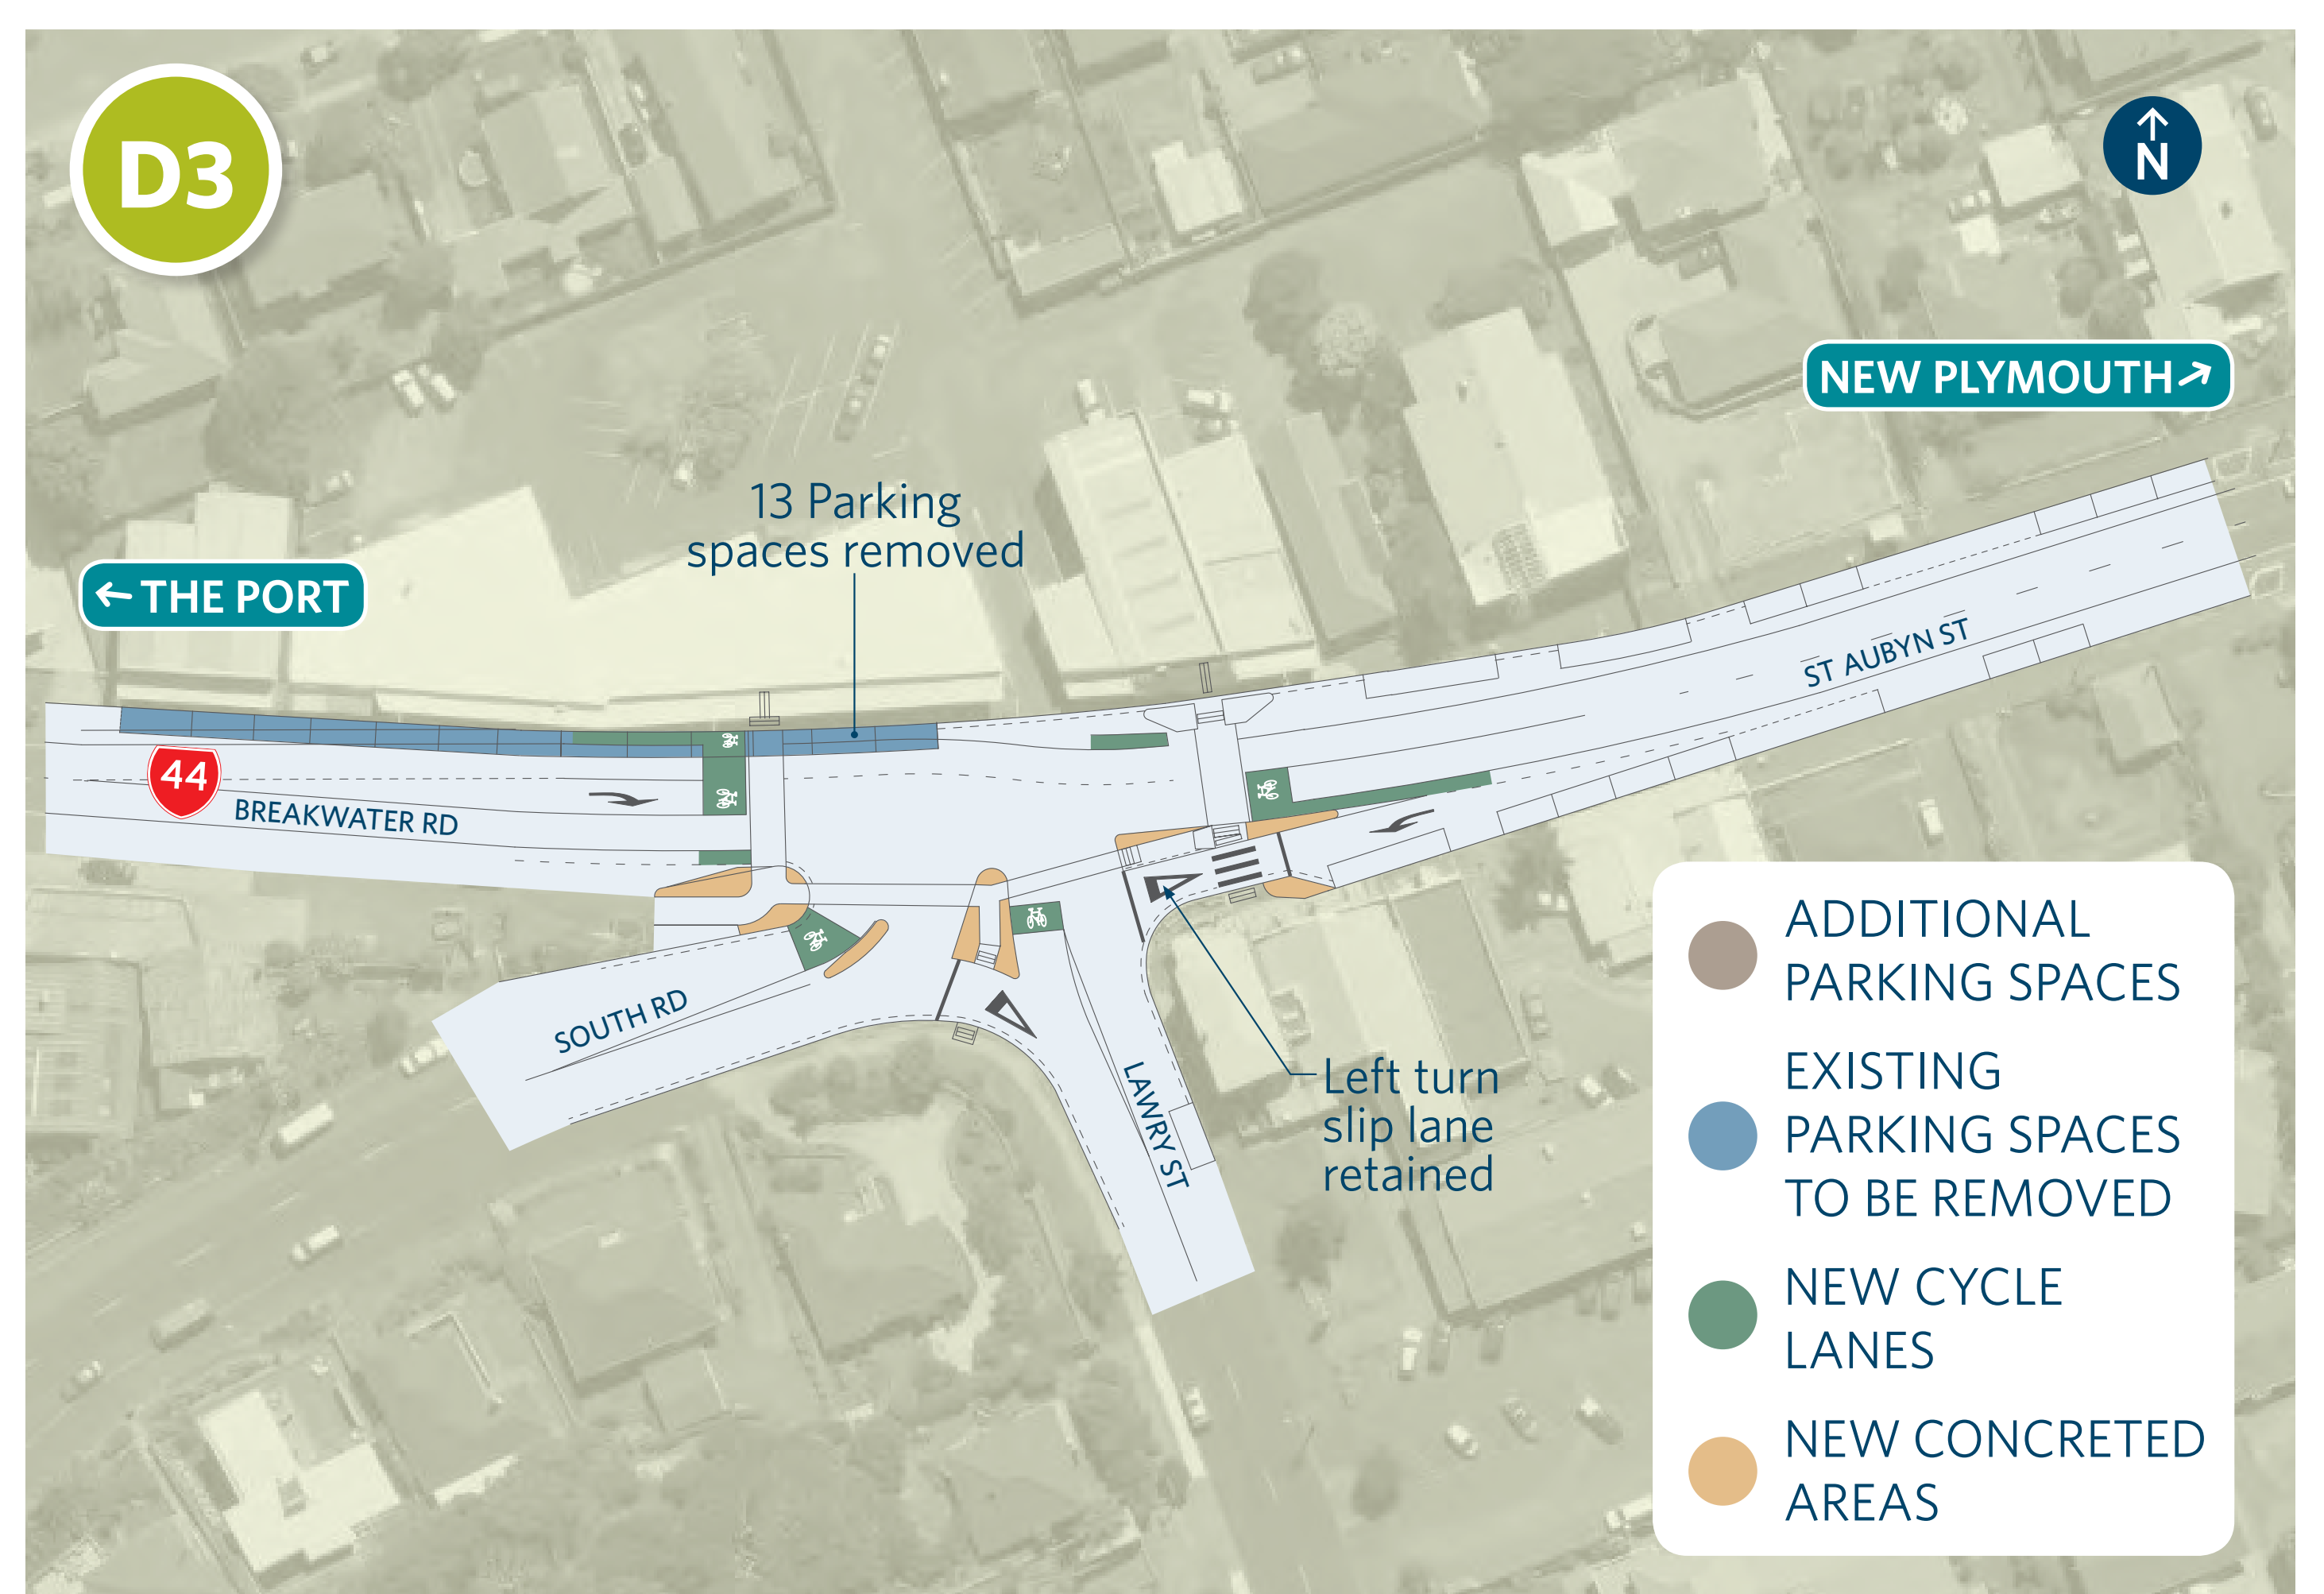 D3
N
NEW PLYMOUTH
13 Parking
spaces removed
THE PORT
ST AUBYN ST
44
BREAKWATER RD
SOUTH RD
LAWRY ST
Left turn
slip lane
retained
ADDITIONAL
PARKING SPACES
EXISTING
PARKING SPACES
TO BE REMOVED
NEW CYCLE
LANES
NEW CONCRETED
AREAS